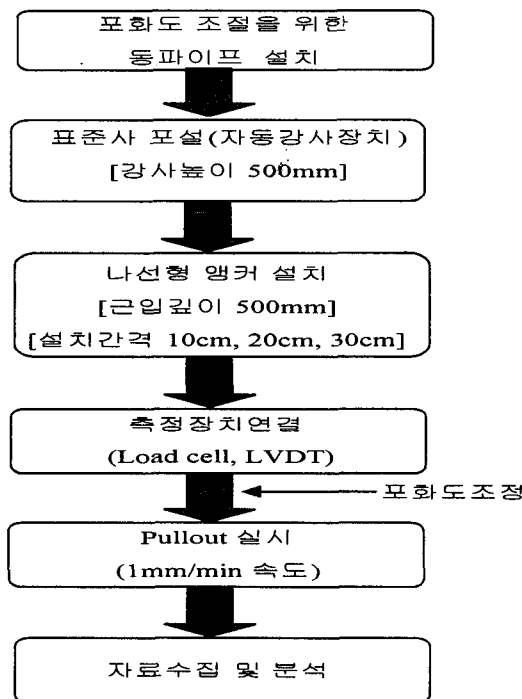 포화도 조절을 위한
동파이프 설치
표준사 포설(자동강사장치)
[강사높이 500mm]
나선형 앵커 설치
[근입깊이 500mm]
[설치간격 10cm, 20cm, 30cm]
측정장치연결
(Load cell, LVDT)
포화도조정
Pullout 실시
(1mm/min 속도)
자료수집 및 분석